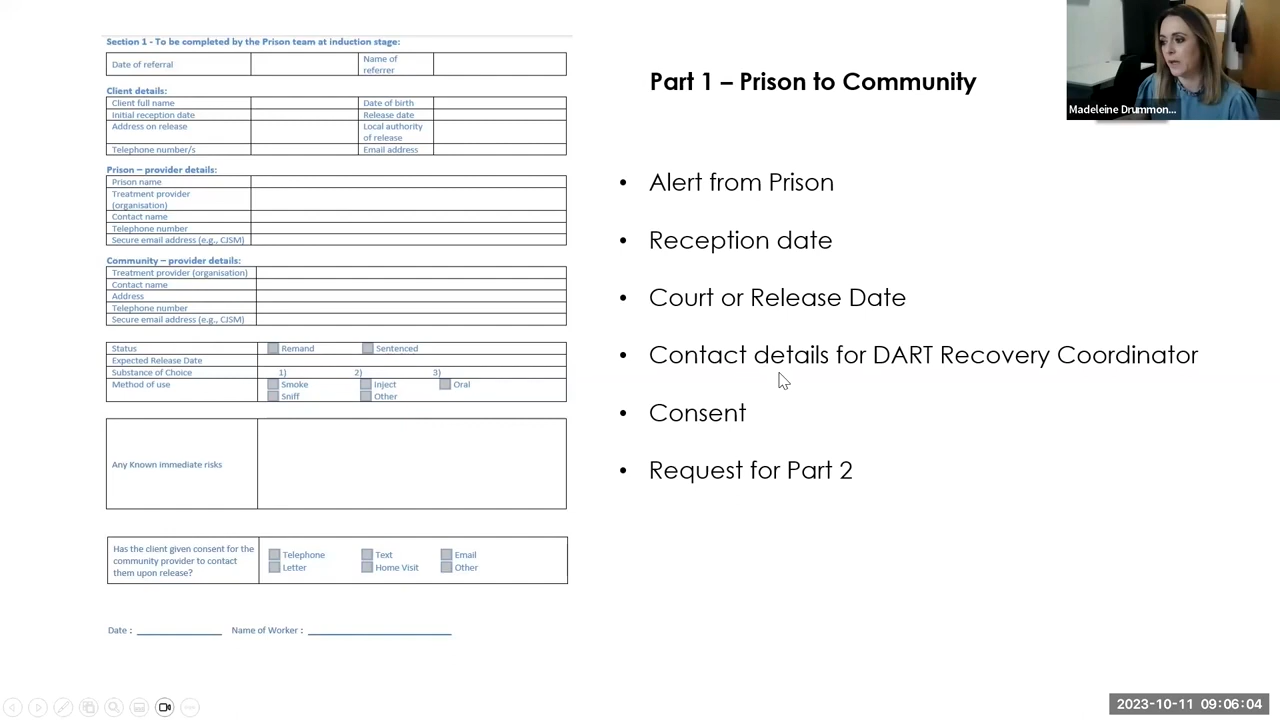 Section 1 - To be completed by the Prison team at induction stage:
Date of referral
Name of
referrer
Client details:
Client full name
Date of birth
Initial reception date
Release date
Address on release
Local authority
of release
Telephone number/s
Email address
Prison – provider details:
Prison name
Treatment provider
(organisation)
Contact name
Telephone number
Secure email address (e.g., CJSM)
Community – provider details:
Treatment provider (organisation)
Contact name
Address
Telephone number
Secure email address (e.g., CJSM)
Status
Remand
Sentenced
Expected Release Date
Substance of Choice
1)
2)
3)
Method of use
Smoke
Inject
Oral
Sniff
Other
Any Known immediate risks
Has the client given consent for the
community provider to contact
them upon release?
Telephone
Text
Email
Letter
Home Visit
Other
Date :
Name of Worker :
Part 1 – Prison to Community
• Alert from Prison
• Reception date
• Court or Release Date
• Contact details for DART Recovery Coordinator
• Consent
• Request for Part 2
Madeleine Drummon...
2023-10-11 09:06:04